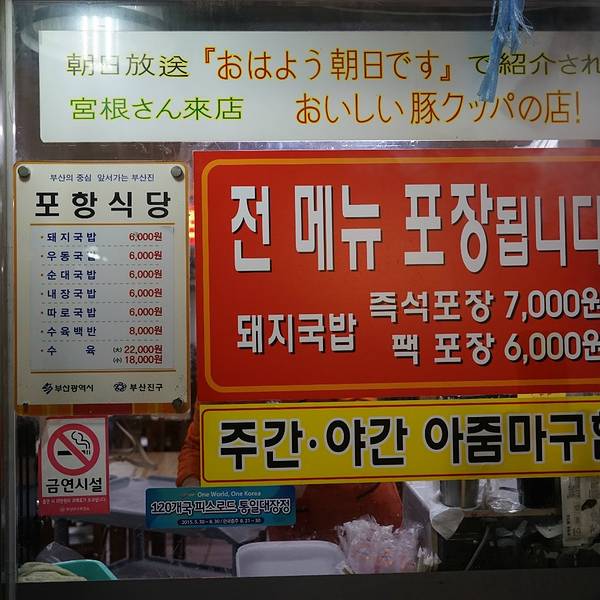 朝日放送『おはよう朝日です』で紹介され
宮根さん來店 おいしい豚クッパの店!
부산의 중심 앞서가는 부산진
포항식당
· 돼지국밥 6,000원
· 우동국밥 6,000원
· 순대국밥 6,000원
· 내장국밥 6,000원
· 따로국밥 6,000원
· 수육백반 8,000원
· 수 육 (大) 22,000원
(小) 18,000원
부산광역시 부산진구
전 메뉴 포장됩니다
돼지국밥 즉석포장 7,000원
팩 포장 6,000원
주간·야간 아줌마구함
금연시설
One World, One Korea
120개국 피스로드 통일대장정